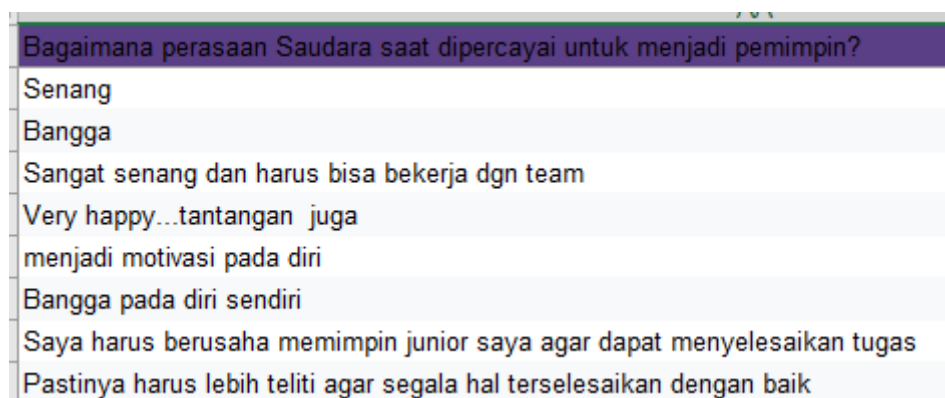 Bagaimana perasaan Saudara saat dipercayai untuk menjadi pemimpin?
Senang
Bangga
Sangat senang dan harus bisa bekerja dgn team
Very happy...tantangan  juga
menjadi motivasi pada diri
Bangga pada diri sendiri
Saya harus berusaha memimpin junior saya agar dapat menyelesaikan tugas
Pastinya harus lebih teliti agar segala hal terselesaikan dengan baik